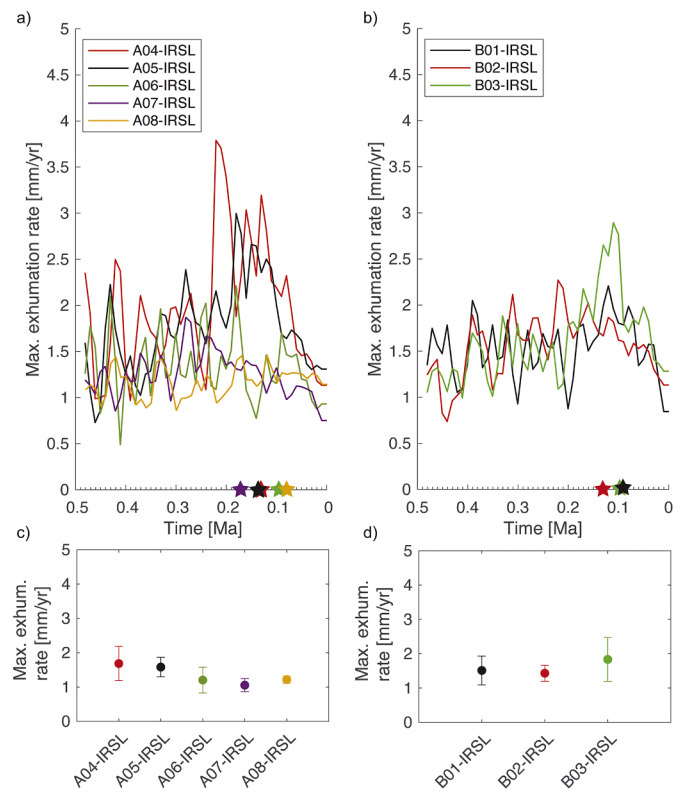 a)
A04-IRSL
A05-IRSL
A06-IRSL
A07-IRSL
A08-IRSL
Max. exhumation rate [mm/yr]
5
4.5
4
3.5
3
2.5
2
1.5
1
0.5
0
0.5 0.4 0.3 0.2 0.1 0
Time [Ma]
b)
B01-IRSL
B02-IRSL
B03-IRSL
Max. exhumation rate [mm/yr]
5
4.5
4
3.5
3
2.5
2
1.5
1
0.5
0
0.5 0.4 0.3 0.2 0.1 0
Time [Ma]
c)
Max. exhum.
rate [mm/yr]
5
4
3
2
1
0
A04-IRSL
A05-IRSL
A06-IRSL
A07-IRSL
A08-IRSL
d)
Max. exhum.
rate [mm/yr]
5
4
3
2
1
0
B01-IRSL
B02-IRSL
B03-IRSL